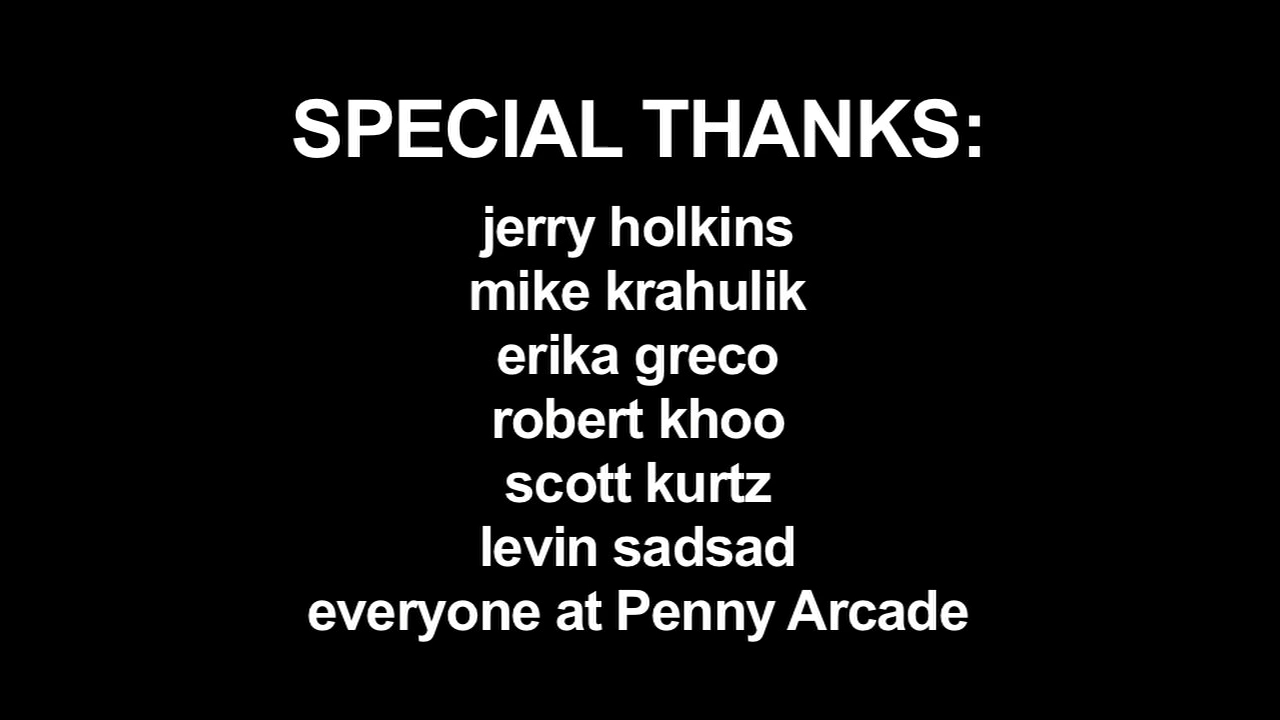 SPECIAL THANKS:
jerry holkins
mike krahulik
erika greco
robert khoo
scott kurtz
levin sadsad
everyone at Penny Arcade